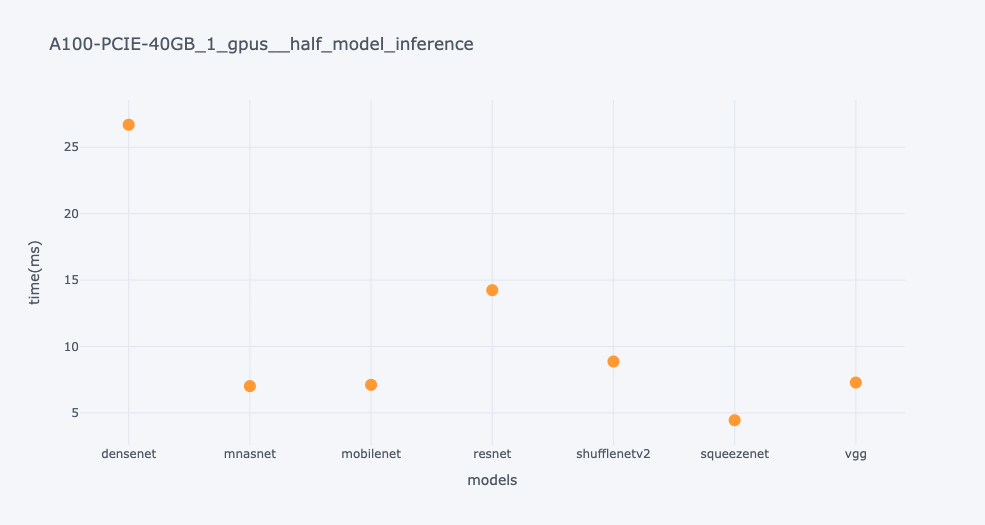 A100-PCIE-40GB_1_gpus__half_model_inference
25
20
15
10
5
time(ms)
densenet mnasnet mobilenet resnet shufflenetv2 squeezenet vgg
models